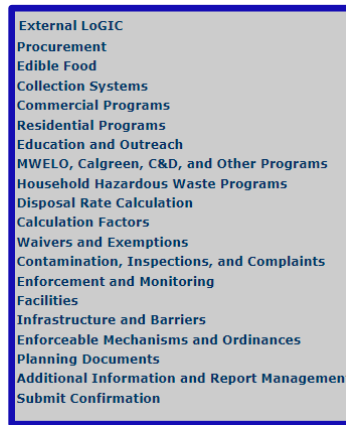 External LoGIC
Procurement
Edible Food
Collection Systems
Commercial Programs
Residential Programs
Education and Outreach
MWELO, Calgreen, C&D, and Other Programs
Household Hazardous Waste Programs
Disposal Rate Calculation
Calculation Factors
Waivers and Exemptions
Contamination, Inspections, and Complaints
Enforcement and Monitoring
Facilities
Infrastructure and Barriers
Enforceable Mechanisms and Ordinances
Planning Documents
Additional Information and Report Managemen
Submit Confirmation